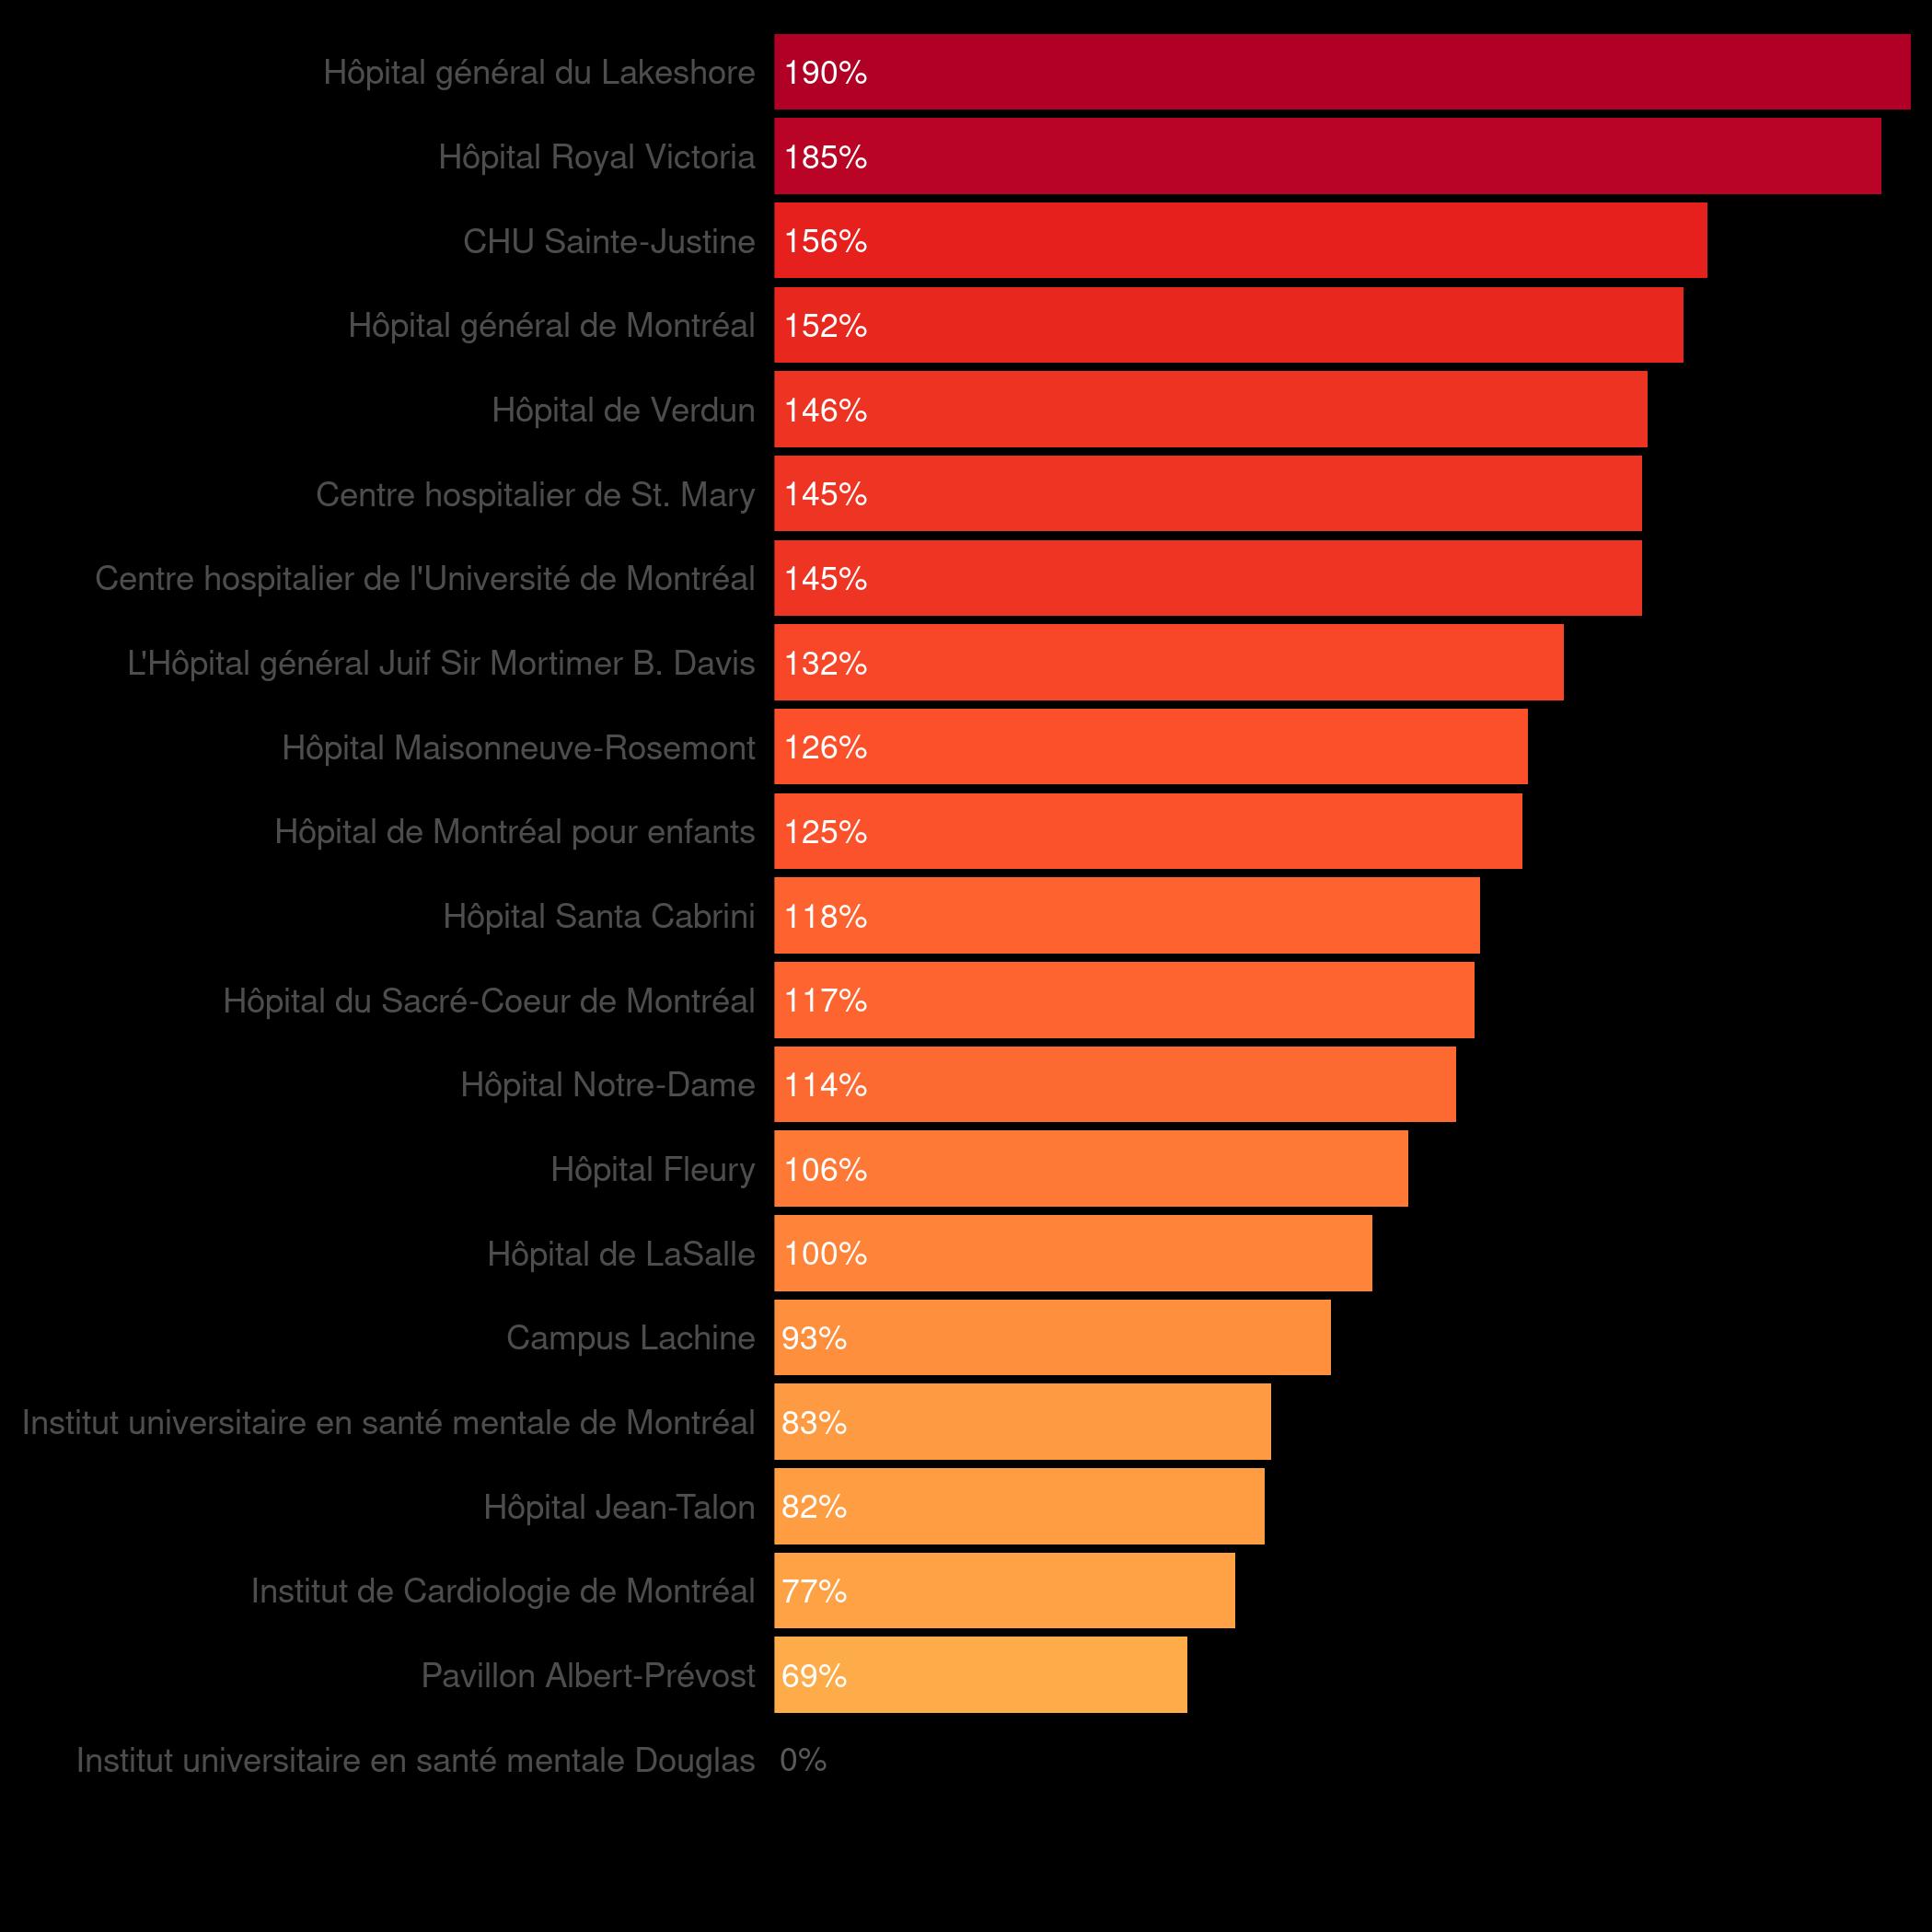 Hôpital général du Lakeshore 190%
Hôpital Royal Victoria 185%
CHU Sainte-Justine 156%
Hôpital général de Montréal 152%
Hôpital de Verdun 146%
Centre hospitalier de St. Mary 145%
Centre hospitalier de l'Université de Montréal 145%
L'Hôpital général Juif Sir Mortimer B. Davis 132%
Hôpital Maisonneuve-Rosemont 126%
Hôpital de Montréal pour enfants 125%
Hôpital Santa Cabrini 118%
Hôpital du Sacré-Coeur de Montréal 117%
Hôpital Notre-Dame 114%
Hôpital Fleury 106%
Hôpital de LaSalle 100%
Campus Lachine 93%
Institut universitaire en santé mentale de Montréal 83%
Hôpital Jean-Talon 82%
Institut de Cardiologie de Montréal 77%
Pavillon Albert-Prévost 69%
Institut universitaire en santé mentale Douglas 0%